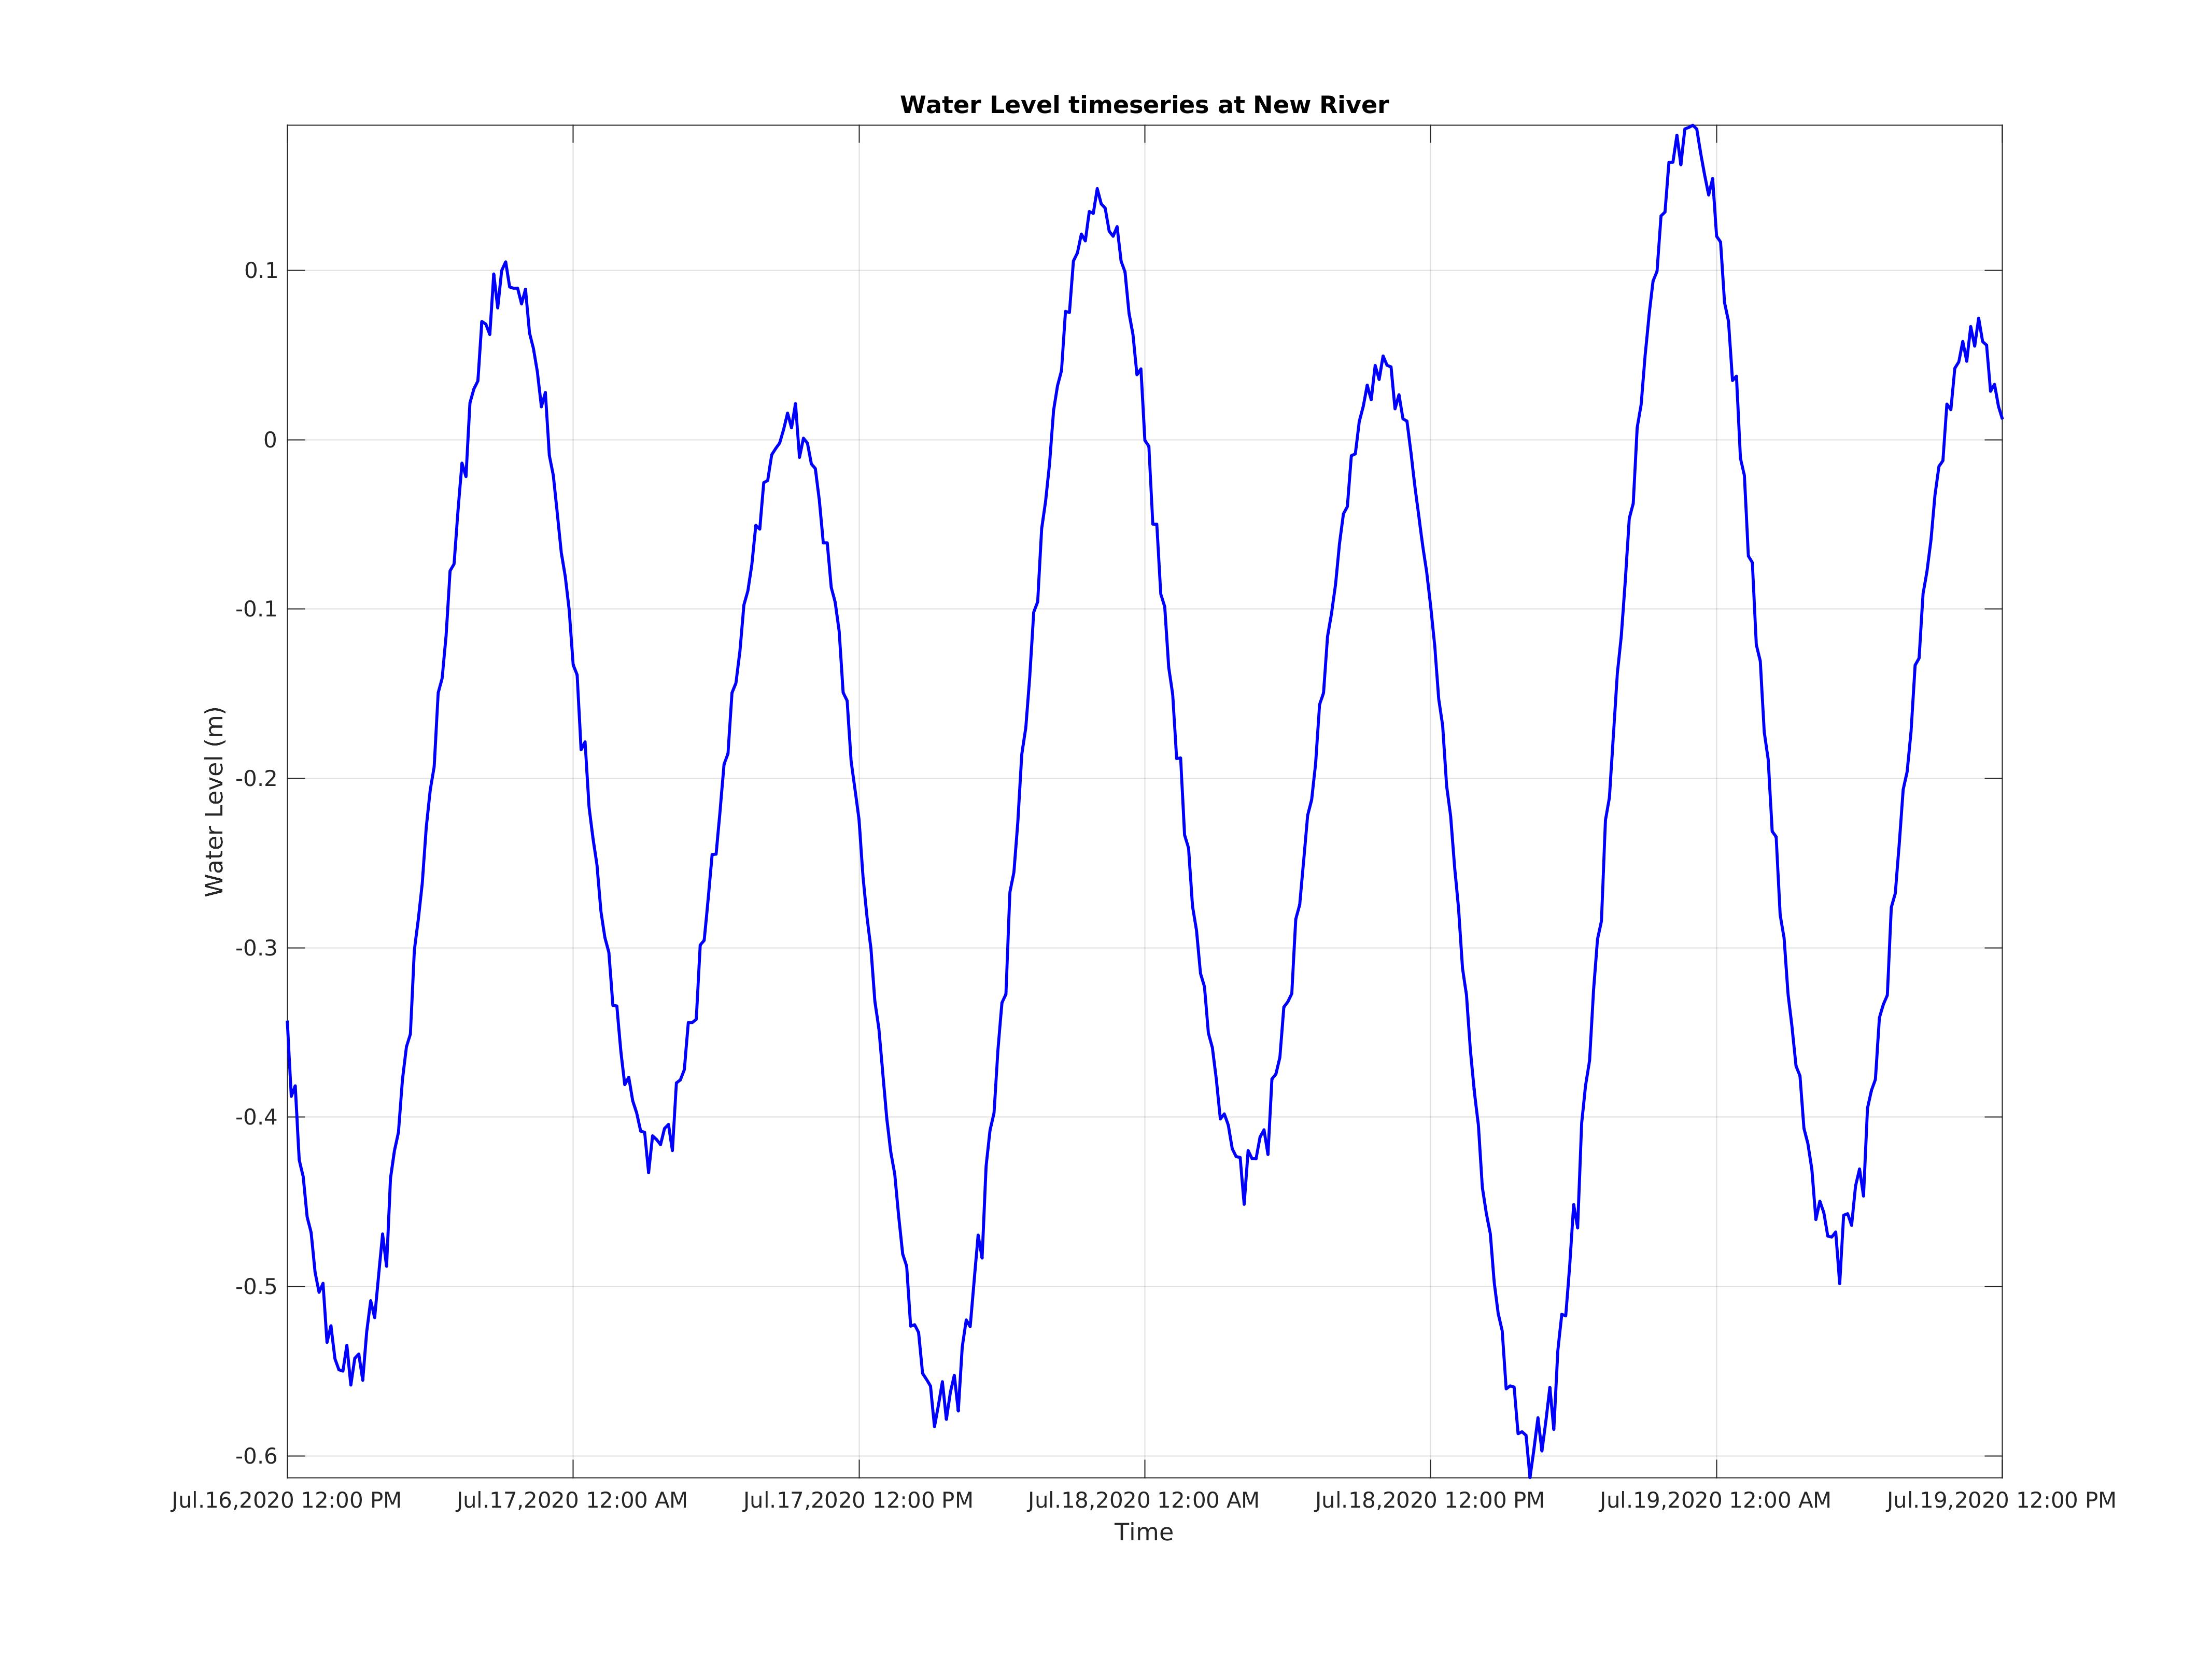 Water Level timeseries at New River
0.1
0
-0.1
-0.2
-0.3
-0.4
-0.5
-0.6
Water Level (m)
Jul.16,2020 12:00 PM Jul.17,2020 12:00 AM Jul.17,2020 12:00 PM Jul.18,2020 12:00 AM Jul.18,2020 12:00 PM Jul.19,2020 12:00 AM Jul.19,2020 12:00 PM
Time